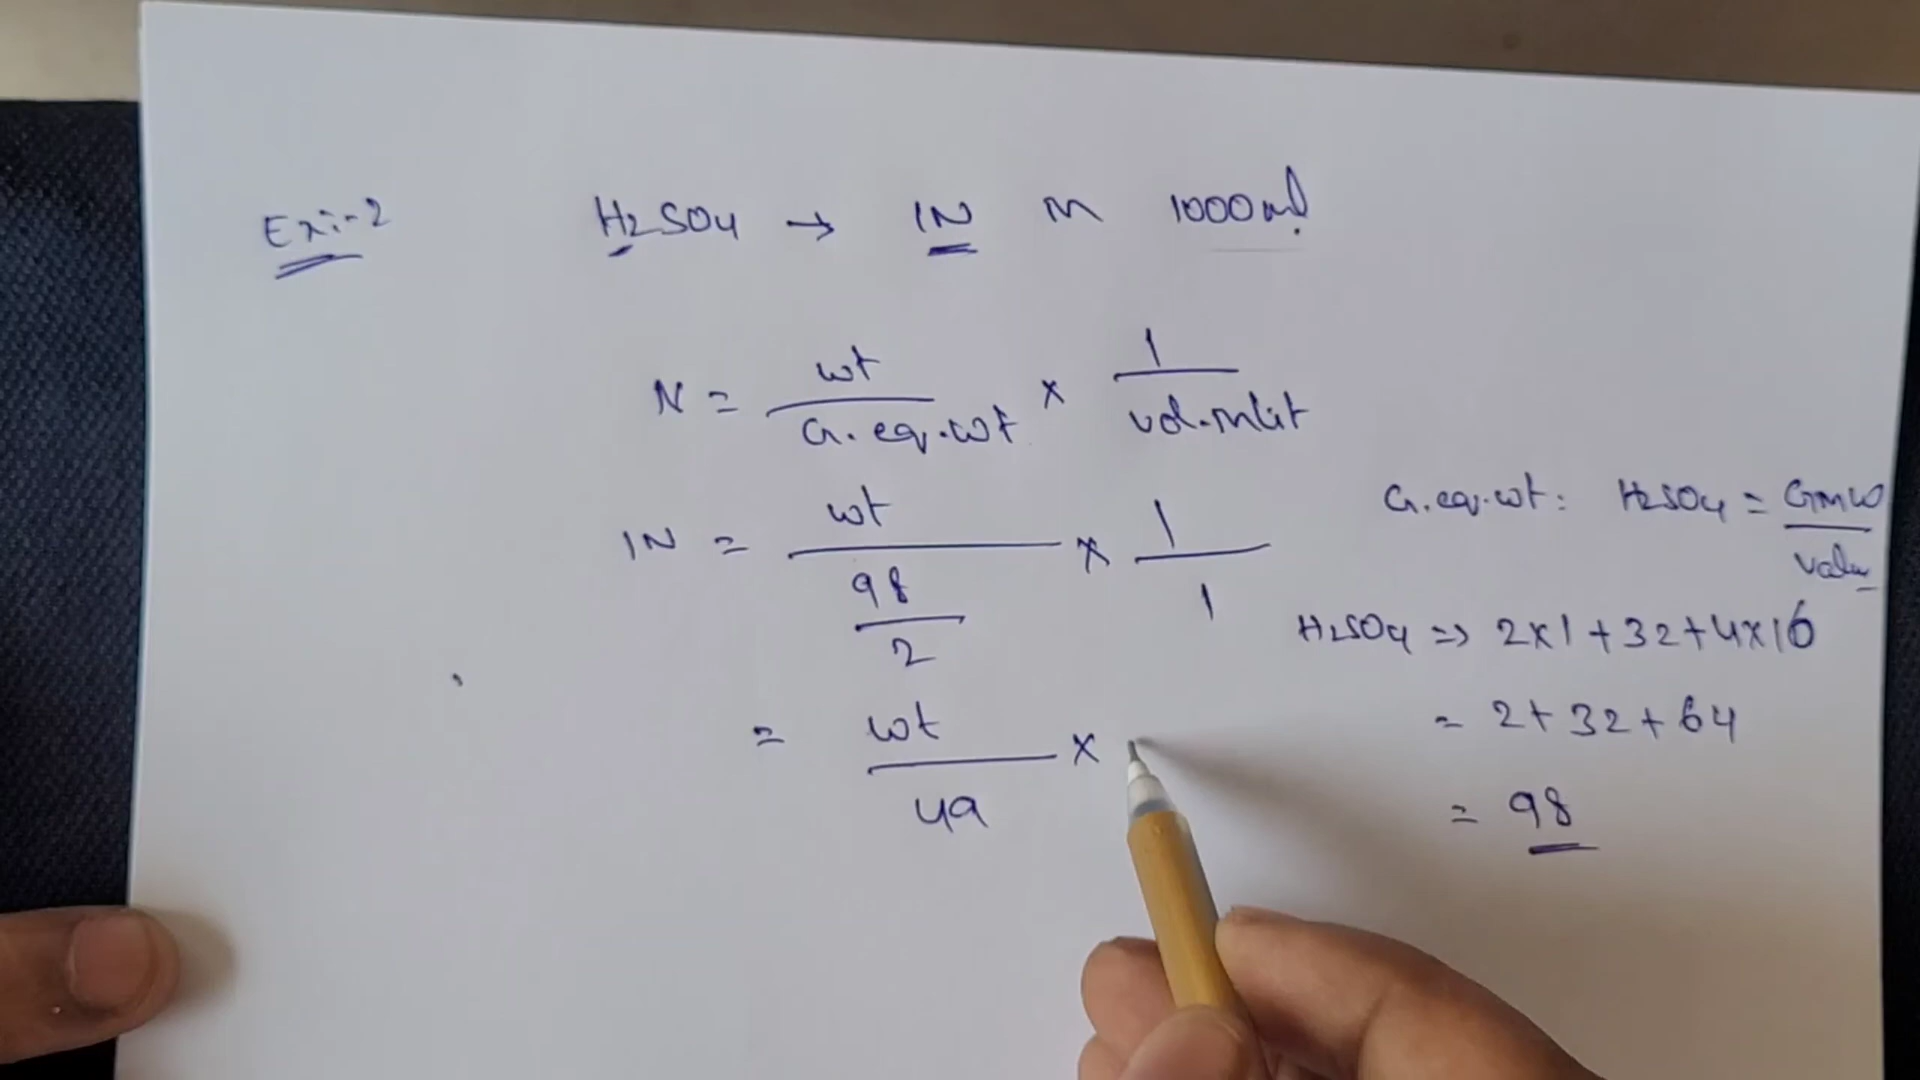 Ex:-2 H2SO4 → 1N in 1000ml
N = wt / G.eq.wt × 1 / vol.in lit
1N = wt / 98/2 × 1 / 1
= wt / 49 ×
G.eq.wt: H2SO4 = GMW / 
H2SO4 => 2×1+32+4×16
= 2+32+64
= 98